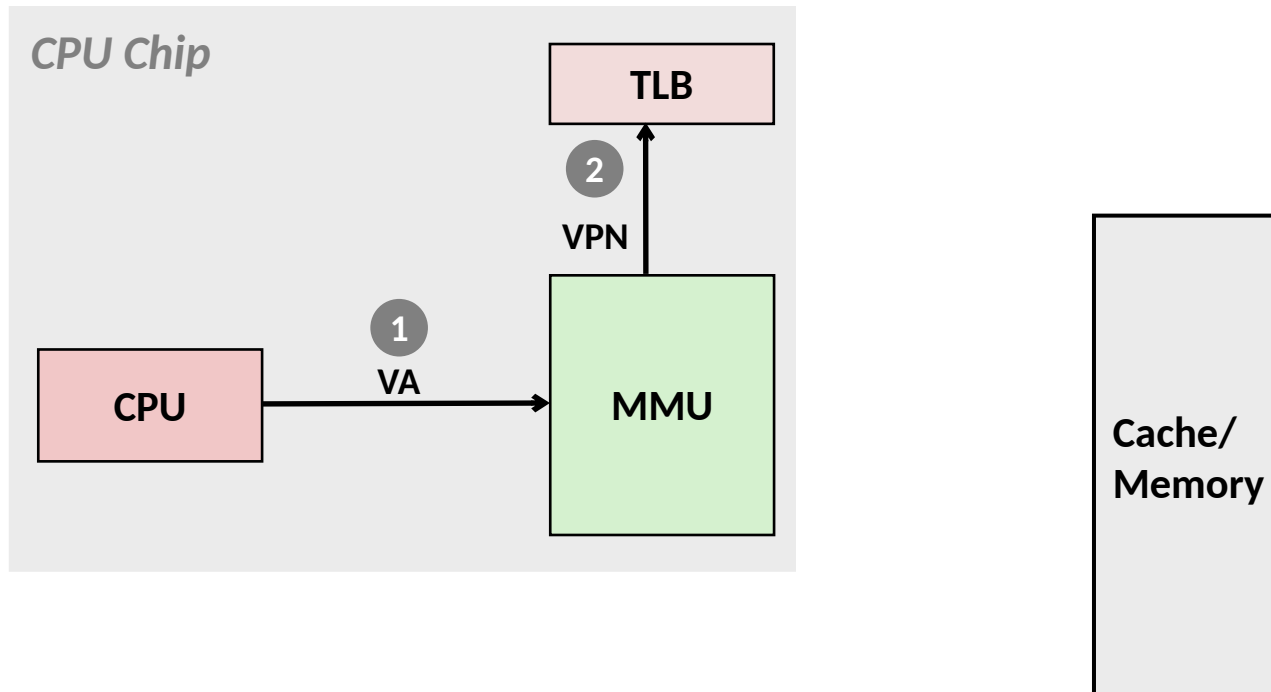 CPU Chip
TLB
2
VPN
1
VA
CPU
MMU
Cache/
Memory